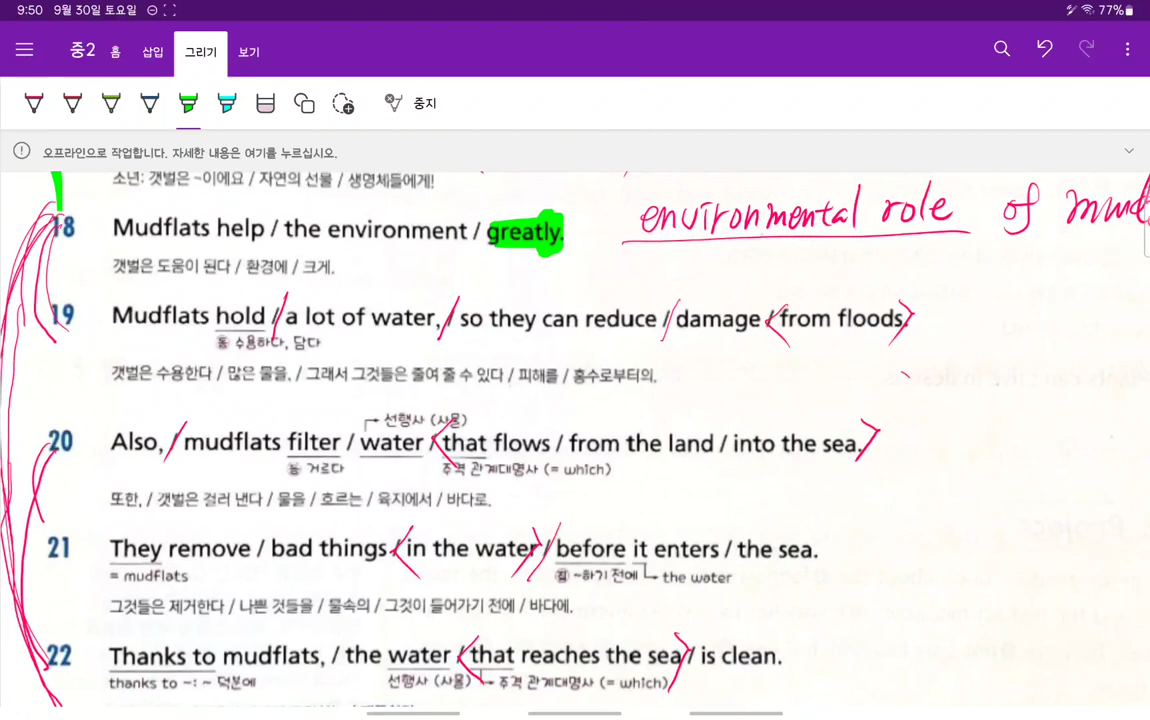 9:50 9월 30일 토요일 77%
중2 홈 삽입 그리기 보기
중지
오프라인으로 작업합니다. 자세한 내용은 여기를 누르십시오.
소년: 갯벌은 ~이에요 / 자연의 선물 / 생명체들에게!
environmental role of mud
18 Mudflats help / the environment / greatly.
갯벌은 도움이 된다 / 환경에 / 크게.
19 Mudflats hold / a lot of water, / so they can reduce / damage / from floods.
동 수용하다, 담다
갯벌은 수용한다 / 많은 물을, / 그래서 그것들은 줄여 줄 수 있다 / 피해를 / 홍수로부터의.
선행사 (사물)
20 Also, / mudflats filter / water / that flows / from the land / into the sea.
동 거르다 주격 관계대명사 (= which)
또한, / 갯벌은 걸러 낸다 / 물을 / 흐르는 / 육지에서 / 바다로.
21 They remove / bad things / in the water / before it enters / the sea.
= mudflats 접 ~하기 전에 the water
그것들은 제거한다 / 나쁜 것들을 / 물속의 / 그것이 들어가기 전에 / 바다에.
22 Thanks to mudflats, / the water / that reaches the sea / is clean.
thanks to ~: ~ 덕분에 선행사 (사물) 주격 관계대명사 (= which)